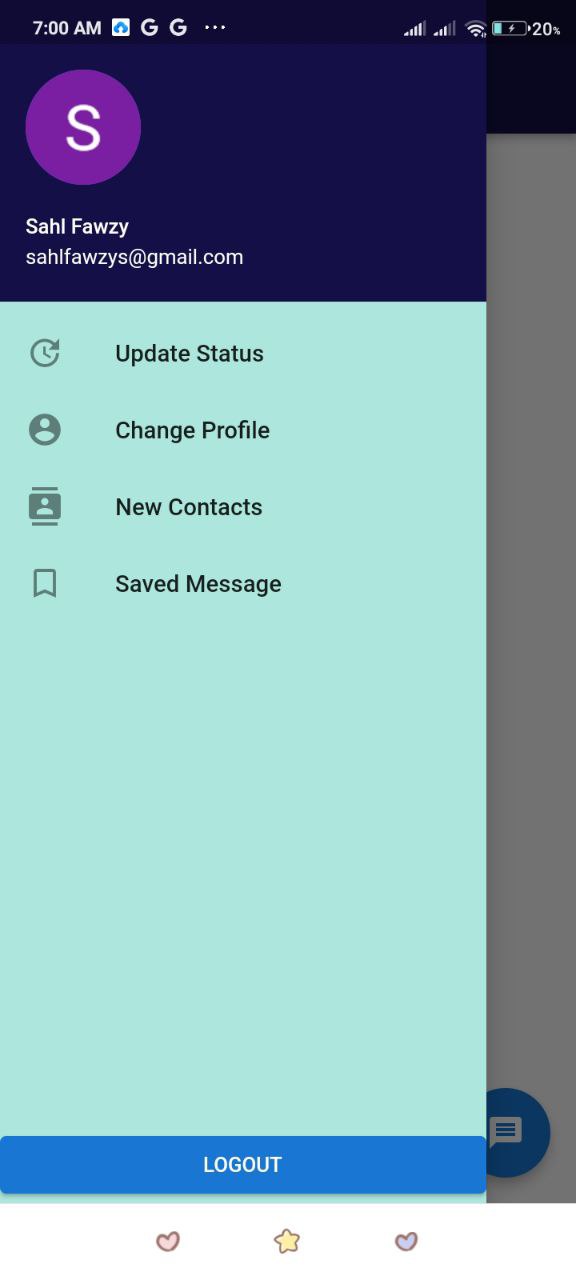 7:00 AM G G ... 20%
S
Sahl Fawzy
sahlfawzys@gmail.com
Update Status
Change Profile
New Contacts
Saved Message
LOGOUT